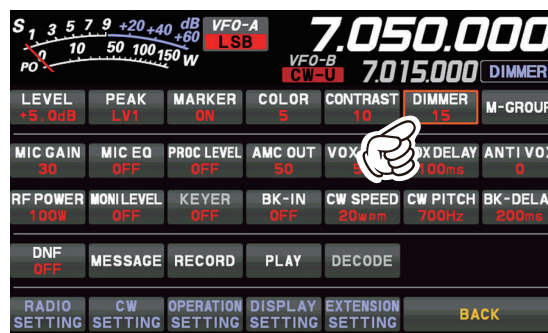 S 1 3 5 7 9 +20 +40 +60 dB VFO-A
LSB
7.050.000
PO 0 10 50 100 150 W
VFO-B
CW-U 7.015.000 DIMMER
LEVEL PEAK MARKER COLOR CONTRAST DIMMER M-GROUP
+5.0dB LV1 ON 5 10 15
MIC GAIN MIC EQ PROC LEVEL AMC OUT VOX DELAY ANTI VOX
30 OFF OFF 50 100ms 0
RF POWER MONI LEVEL KEYER BK-IN CW SPEED CW PITCH BK-DELA
100W OFF OFF OFF 20wpm 700Hz 200ms
DNF MESSAGE RECORD PLAY DECODE
OFF
RADIO CW OPERATION DISPLAY EXTENSION BACK
SETTING SETTING SETTING SETTING SETTING